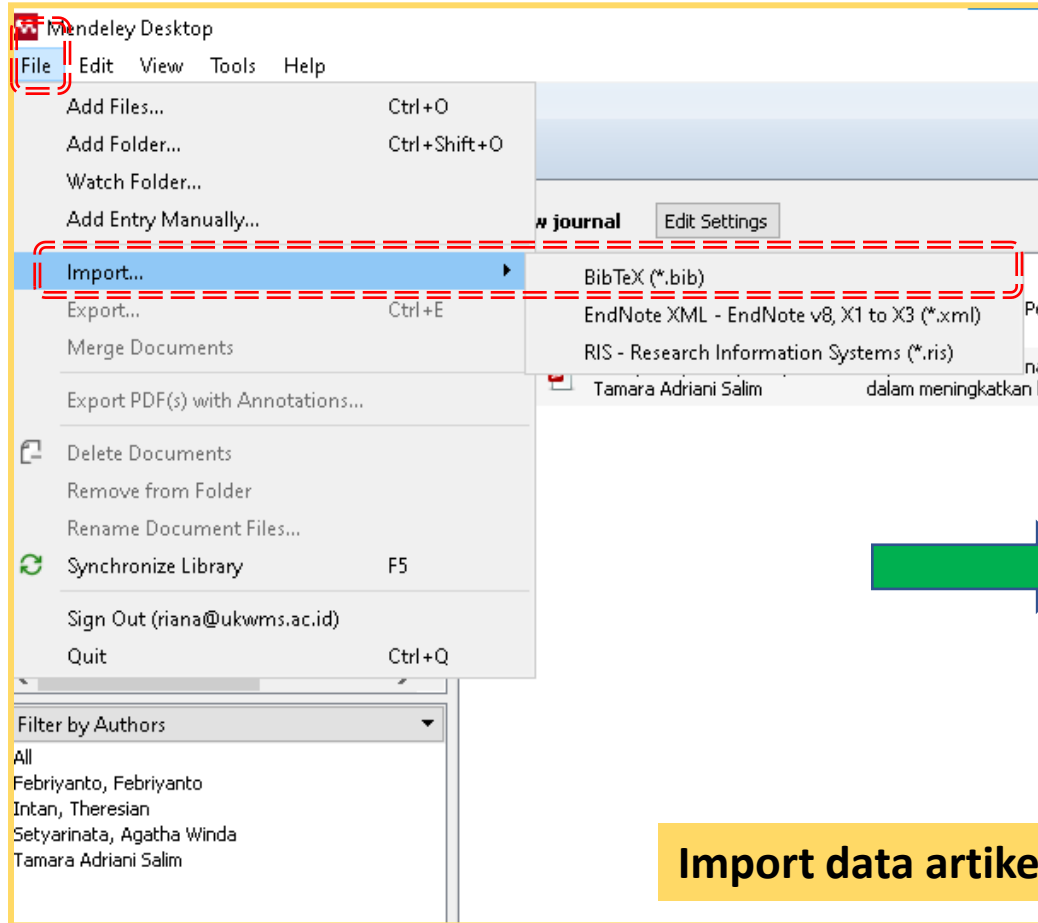 Mendeley Desktop
File Edit View Tools Help
Add Files... Ctrl+O
Add Folder... Ctrl+Shift+O
Watch Folder...
Add Entry Manually...
journal Edit Settings
Import...
BibTeX (*.bib)
Export... Ctrl+E
EndNote XML - EndNote v8, X1 to X3 (*.xml)
Merge Documents
RIS - Research Information Systems (*.ris)
Tamara Adriani Salim dalam meningkatkan
Export PDF(s) with Annotations...
Delete Documents
Remove from Folder
Rename Document Files...
Synchronize Library F5
Sign Out (riana@ukwms.ac.id)
Quit Ctrl+Q
Filter by Authors
All
Febriyanto, Febriyanto
Intan, Theresian
Setyarinata, Agatha Winda
Tamara Adriani Salim
Import data artike